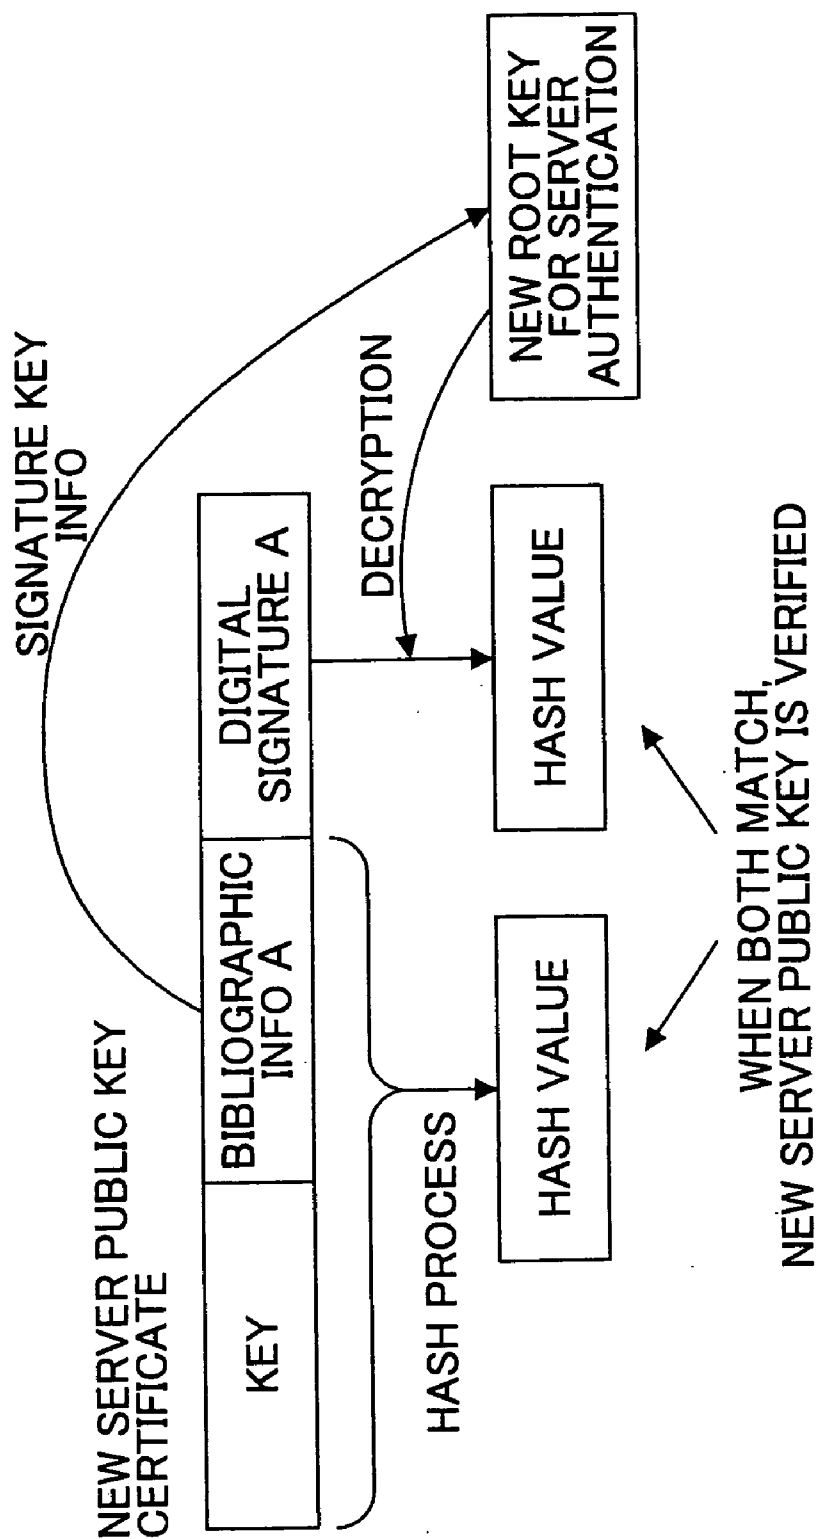 NEW SERVER PUBLIC KEY
CERTIFICATE
SIGNATURE KEY
INFO
KEY
BIBLIOGRAPHIC
INFO A
DIGITAL
SIGNATURE A
HASH PROCESS
DECRYPTION
HASH VALUE
HASH VALUE
NEW ROOT KEY
FOR SERVER
AUTHENTICATION
WHEN BOTH MATCH,
NEW SERVER PUBLIC KEY IS VERIFIED